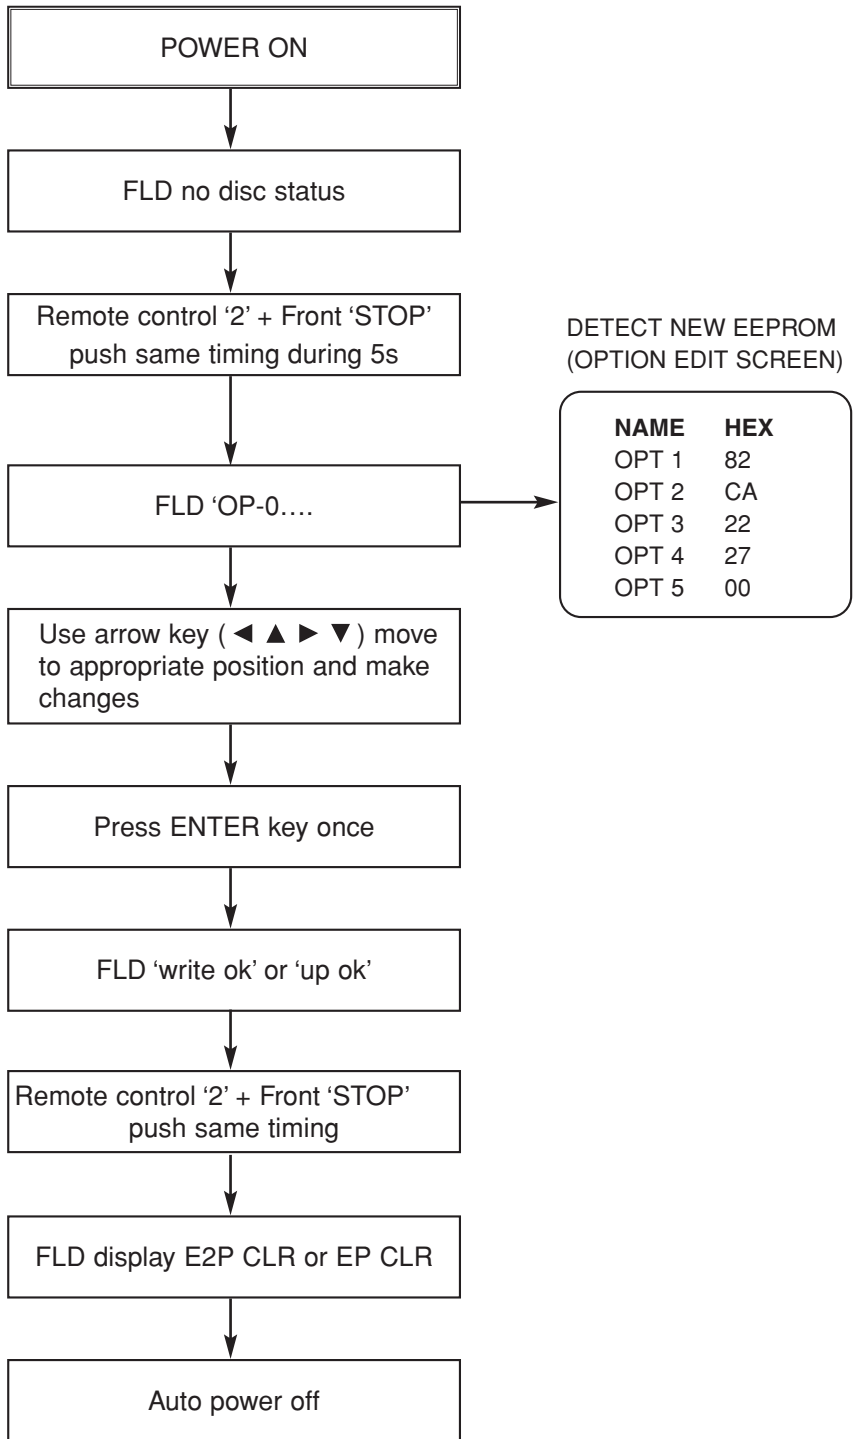 POWER ON
FLD no disc status
Remote control ‘2’ + Front ‘STOP’
push same timing during 5s
FLD ‘OP-0....
DETECT NEW EEPROM
(OPTION EDIT SCREEN)
NAME HEX
OPT 1 82
OPT 2 CA
OPT 3 22
OPT 4 27
OPT 5 00
Use arrow key ( ◀ ▲ ▶ ▼ ) move
to appropriate position and make
changes
Press ENTER key once
FLD ‘write ok’ or ‘up ok’
Remote control ‘2’ + Front ‘STOP’
push same timing
FLD display E2P CLR or EP CLR
Auto power off